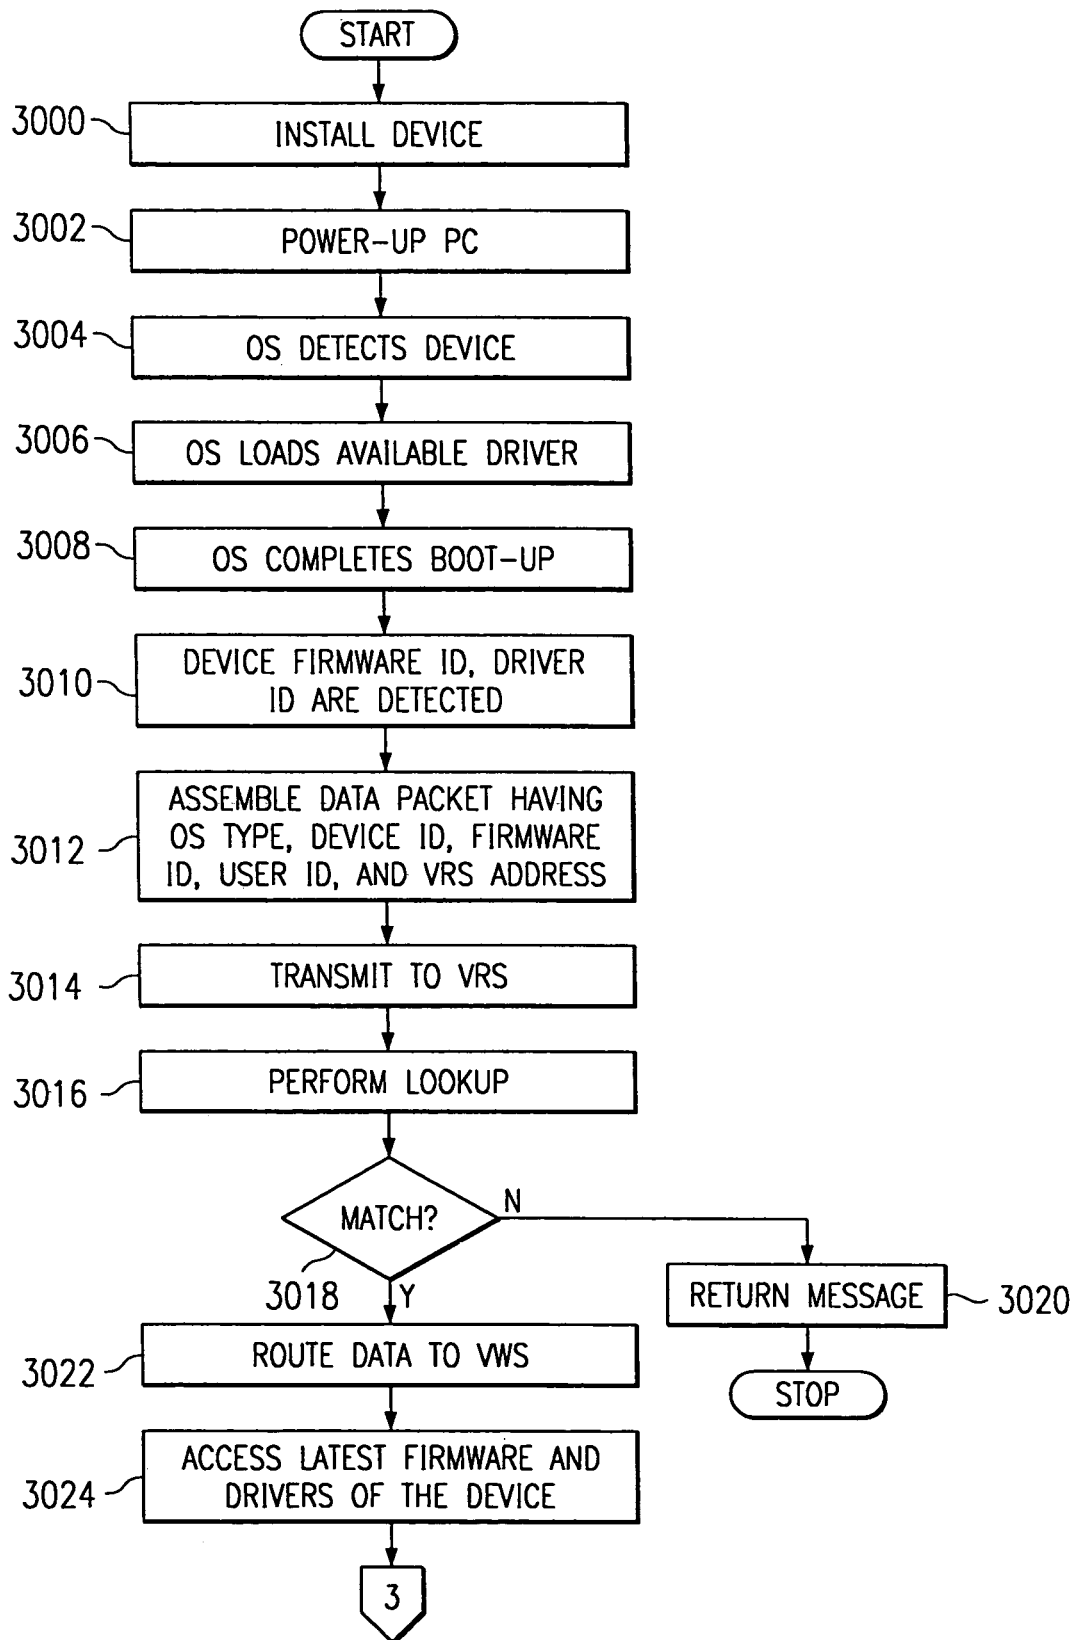 START
3000
INSTALL DEVICE
3002
POWER-UP PC
3004
OS DETECTS DEVICE
3006
OS LOADS AVAILABLE DRIVER
3008
OS COMPLETES BOOT-UP
3010
DEVICE FIRMWARE ID, DRIVER
ID ARE DETECTED
3012
ASSEMBLE DATA PACKET HAVING
OS TYPE, DEVICE ID, FIRMWARE
ID, USER ID, AND VRS ADDRESS
3014
TRANSMIT TO VRS
3016
PERFORM LOOKUP
MATCH?
N
3018
Y
RETURN MESSAGE
3020
STOP
3022
ROUTE DATA TO VWS
3024
ACCESS LATEST FIRMWARE AND
DRIVERS OF THE DEVICE
3